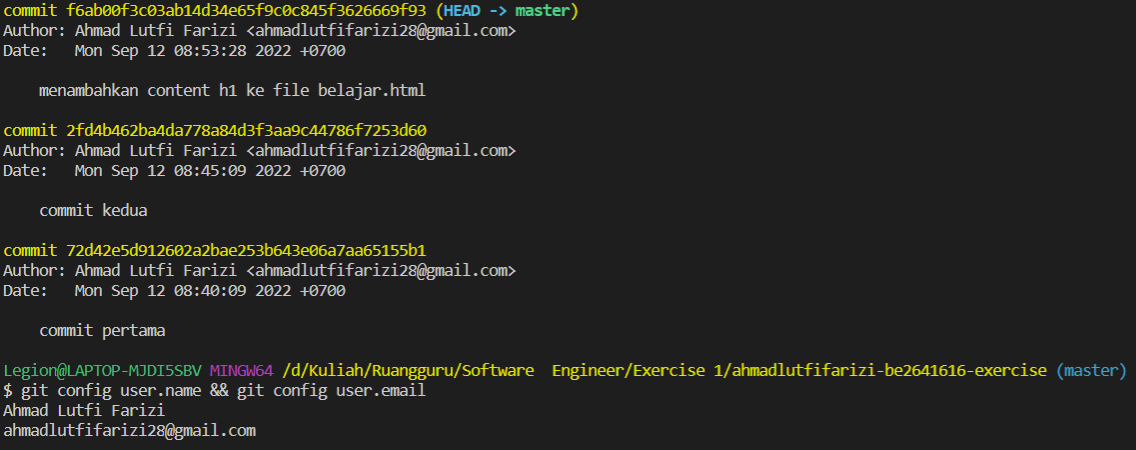 commit f6ab00f3c03ab14d34e65f9c0c845f3626669f93 (HEAD -> master)
Author: Ahmad Lutfi Farizi <ahmadlutfifarizi28@gmail.com>
Date:   Mon Sep 12 08:53:28 2022 +0700
menambahkan content h1 ke file belajar.html
commit 2fd4b462ba4da778a84d3f3aa9c44786f7253d60
Author: Ahmad Lutfi Farizi <ahmadlutfifarizi28@gmail.com>
Date:   Mon Sep 12 08:45:09 2022 +0700
commit kedua
commit 72d42e5d912602a2bae253b643e06a7aa65155b1
Author: Ahmad Lutfi Farizi <ahmadlutfifarizi28@gmail.com>
Date:   Mon Sep 12 08:40:09 2022 +0700
commit pertama
Legion@LAPTOP-MJDI5SBV MINGW64 /d/Kuliah/Ruangguru/Software  Engineer/Exercise 1/ahmadlutfifarizi-be2641616-exercise (master)
$ git config user.name && git config user.email
Ahmad Lutfi Farizi
ahmadlutfifarizi28@gmail.com